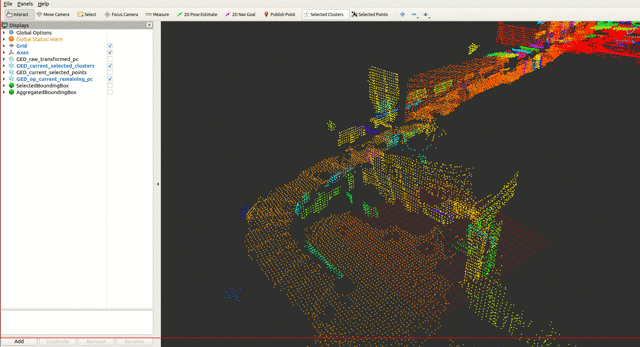 File Panels Help
Interact Move Camera Select Focus Camera Measure 2D Pose Estimate 2D Nav Goal Publish Point Selected Clusters Selected Points
Displays
Global Options
Global Status: Warn
Grid
Axes
GED_raw_transformed_pc
GED_current_selected_clusters
GED_current_selected_points
GED_op_current_remaining_pc
SelectedBoundingBox
AggregatedBoundingBox
Add Duplicate Remove Rename